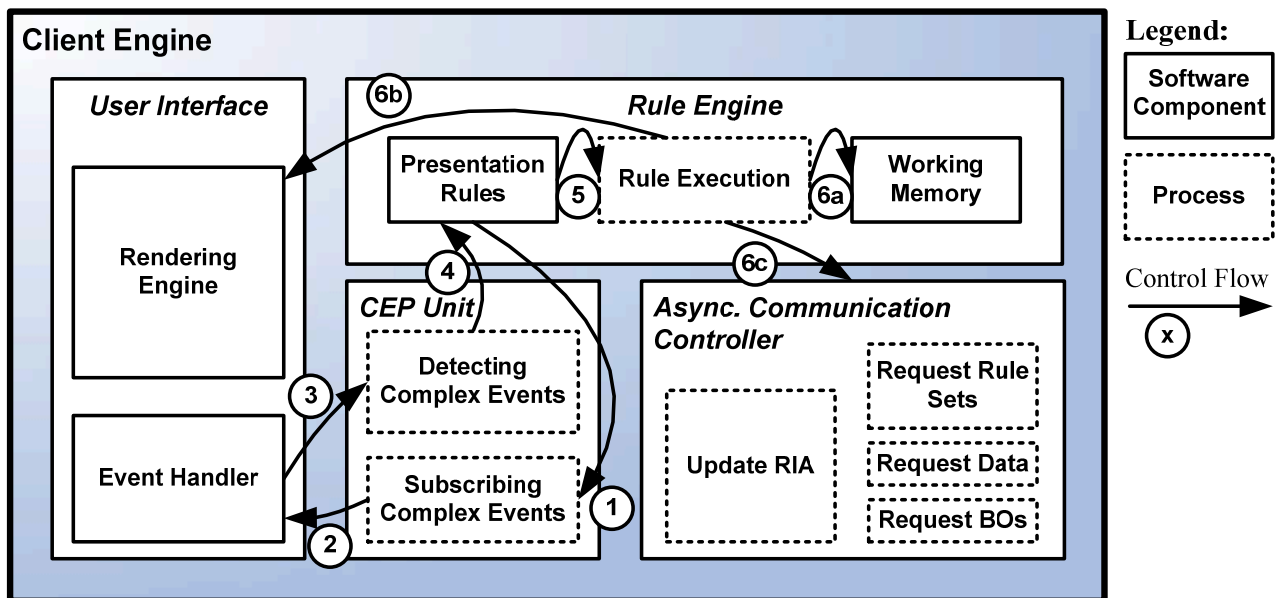 Client Engine
User Interface
Rendering
Engine
Event Handler
6b
Rule Engine
Presentation
Rules
5
Rule Execution
6a
Working
Memory
4
6c
CEP Unit
Detecting
Complex Events
3
Subscribing
Complex Events
1
2
Async. Communication
Controller
Update RIA
Request Rule
Sets
Request Data
Request BOs
Legend:
Software
Component
Process
Control Flow
x